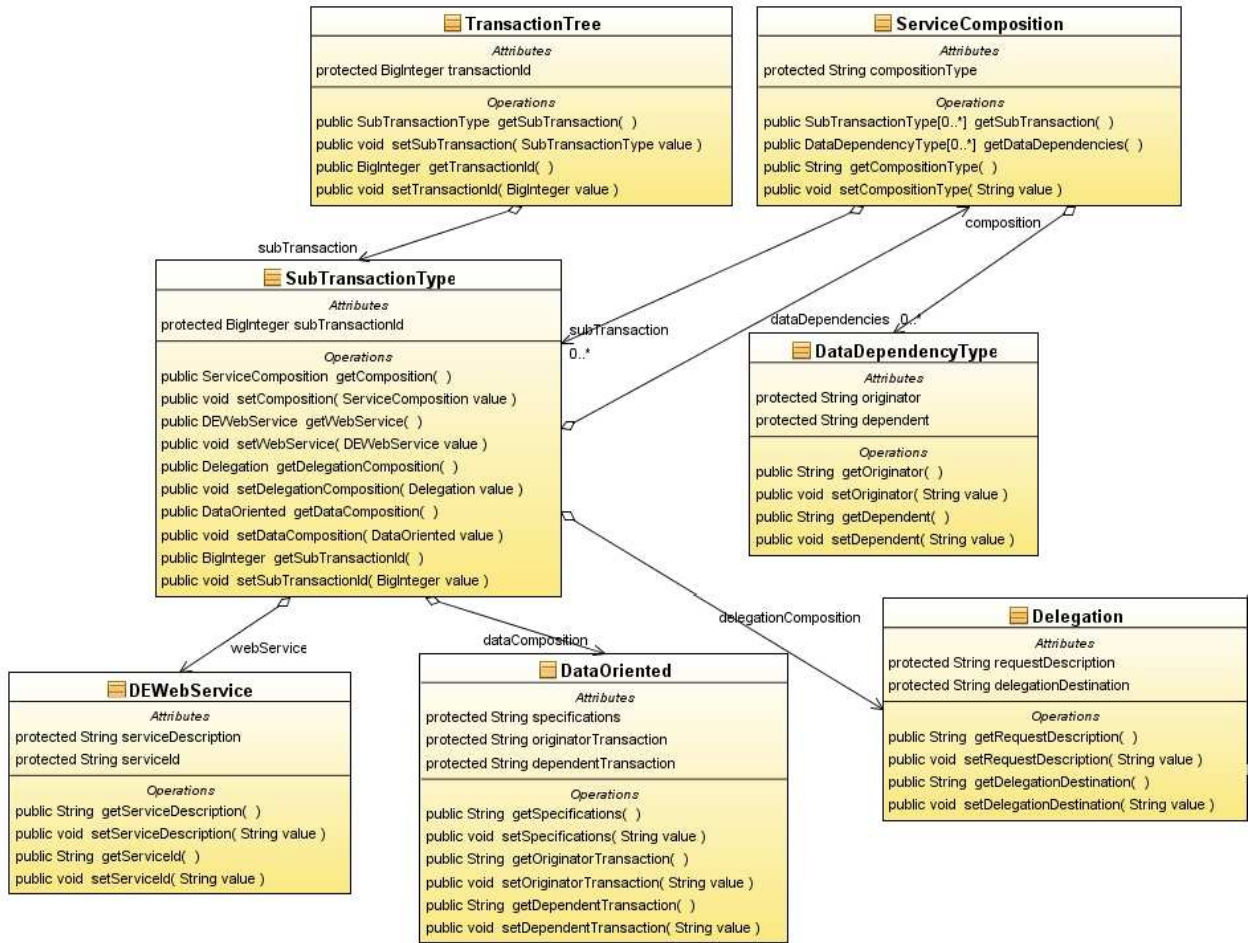 TransactionTree
Attributes
protected BigInteger transactionId
Operations
public SubTransactionType getSubTransaction( )
public void setSubTransaction( SubTransactionType value )
public BigInteger getTransactionId( )
public void setTransactionId( BigInteger value )
ServiceComposition
Attributes
protected String compositionType
Operations
public SubTransactionType[0..*] getSubTransaction( )
public DataDependencyType[0..*] getDataDependencies( )
public String getCompositionType( )
public void setCompositionType( String value )
subTransaction
composition
SubTransactionType
Attributes
protected BigInteger subTransactionId
Operations
public ServiceComposition getComposition( )
public void setComposition( ServiceComposition value )
public DEWebService getWebService( )
public void setWebService( DEWebService value )
public Delegation getDelegationComposition( )
public void setDelegationComposition( Delegation value )
public DataOriented getDataComposition( )
public void setDataComposition( DataOriented value )
public BigInteger getSubTransactionId( )
public void setSubTransactionId( BigInteger value )
subTransaction
0..*
dataDependencies 0..*
DataDependencyType
Attributes
protected String originator
protected String dependent
Operations
public String getOriginator( )
public void setOriginator( String value )
public String getDependent( )
public void setDependent( String value )
webService
dataComposition
delegationComposition
DEWebService
Attributes
protected String serviceDescription
protected String serviceId
Operations
public String getServiceDescription( )
public void setServiceDescription( String value )
public String getServiceId( )
public void setServiceId( String value )
DataOriented
Attributes
protected String specifications
protected String originatorTransaction
protected String dependentTransaction
Operations
public String getSpecifications( )
public void setSpecifications( String value )
public String getOriginatorTransaction( )
public void setOriginatorTransaction( String value )
public String getDependentTransaction( )
public void setDependentTransaction( String value )
Delegation
Attributes
protected String requestDescription
protected String delegationDestination
Operations
public String getRequestDescription( )
public void setRequestDescription( String value )
public String getDelegationDestination( )
public void setDelegationDestination( String value )